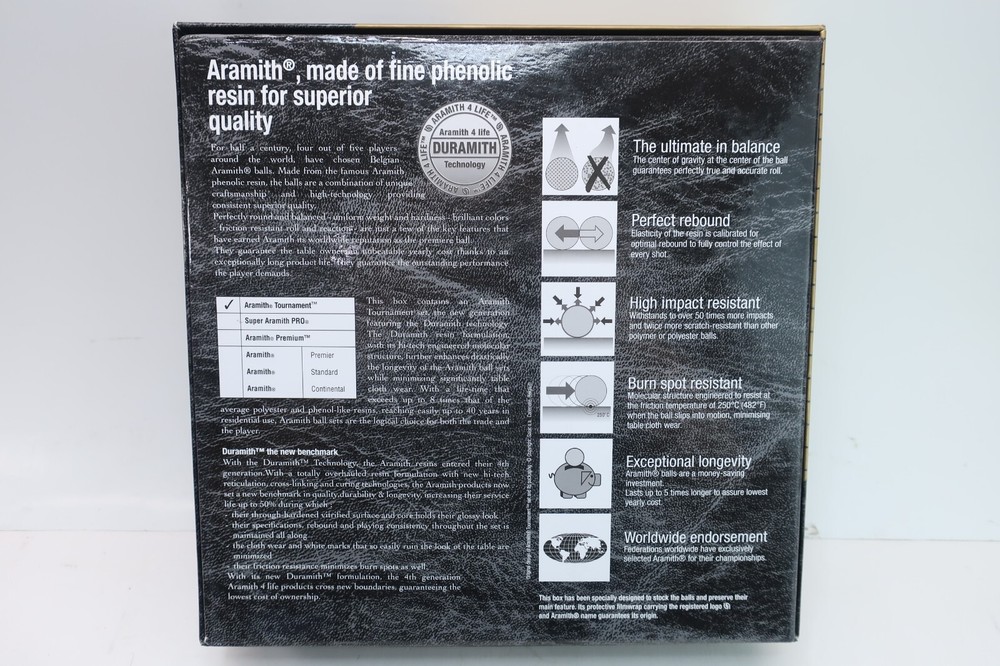 Aramith®, made of fine phenolic
resin for superior
quality
For half a century, four out of five players
around the world, have chosen Belgian
Aramith® balls. Made from the famous Aramith
phenolic resin, the balls are a combination of unique
craftsmanship and high-technology providing
consistent superior quality.
Perfectly round and balanced - uniform weight and hardness - brilliant colors
- friction resistant roll and reaction - are just a few of the key features that
have earned Aramith its worldwide reputation as the premiere ball.
They guarantee the table owner an unbeatable yearly cost thanks to an
exceptionally long product life. They guarantee the outstanding performance
the player demands.
ARAMITH 4 LIFE™
Aramith 4 life
DURAMITH
Technology
ARAMITH 4 LIFE™
ARAMITH 4 LIFE™
✓ Aramith® Tournament™
Super Aramith PRO®
Aramith® Premium™
Aramith® Premier
Aramith® Standard
Aramith® Continental
This box contains an Aramith
Tournament set, the new generation
featuring the Duramith technology.
The Duramith resin formulation
with its hi-tech engineered molecular
structure, further enhances drastically
the longevity of the Aramith ball sets
while minimizing significantly table
cloth wear. With a life-time that
exceeds up to 8 times that of the
average polyester and phenol-like resins, reaching easily up to 40 years in
residential use, Aramith ball sets are the logical choice for both the trade and
the player.
Duramith™ the new benchmark
With the Duramith™ Technology, the Aramith resins entered their 4th
generation.With a totally overhauled resin formulation with new hi-tech
reticulation, cross-linking and curing technologies, the Aramith products now
set a new benchmark in quality,durability & longevity, increasing their service
life up to 50% during which :
- their through-hardened vitrified surface and core holds their glossy look
- their specifications, rebound and playing consistency throughout the set is
maintained all along
- the cloth wear and white marks that so easily ruin the look of the table are
minimized
- their friction resistance minimizes burn spots as well.
With its new Duramith™ formulation, the 4th generation
Aramith 4 life products cross new boundaries, guaranteeing the
lowest cost of ownership.
The ultimate in balance
The center of gravity at the center of the ball
guarantees perfectly true and accurate roll.
Perfect rebound
Elasticity of the resin is calibrated for
optimal rebound to fully control the effect of
every shot.
High impact resistant
Withstands to over 50 times more impacts
and twice more scratch-resistant than other
polymer or polyester balls.
250°C
Burn spot resistant
Molecular structure engineered to resist at
the friction temperature of 250°C (482°F)
when the ball slips into motion, minimising
table cloth wear.
Exceptional longevity
Aramith® balls are a money-saving
investment.
Lasts up to 5 times longer to assure lowest
yearly cost.
Worldwide endorsement
Federations worldwide have exclusively
selected Aramith® for their championships.
This box has been specially designed to stock the balls and preserve their
main feature. Its protective filmwrap carrying the registered logo Ⓢ
and Aramith® name guarantees its origin.